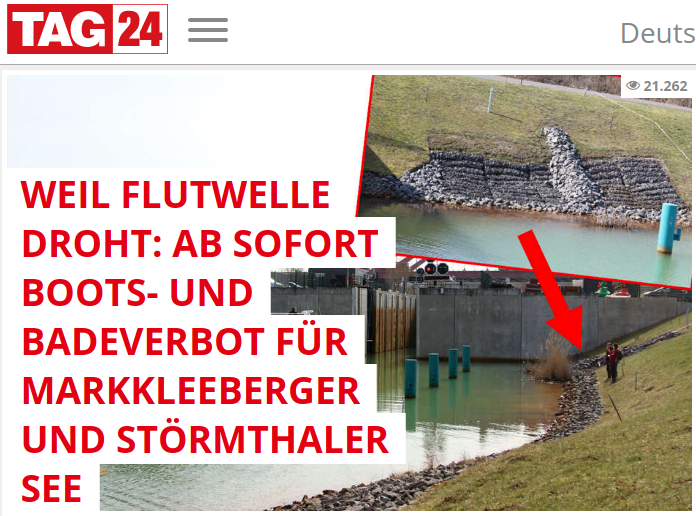 TAG24
Deuts
21.262
WEIL FLUTWELLE
DROHT: AB SOFORT
BOOTS- UND
BADEVERBOT FÜR
MARKKLEEBERGER
UND STÖRMTHALER
SEE